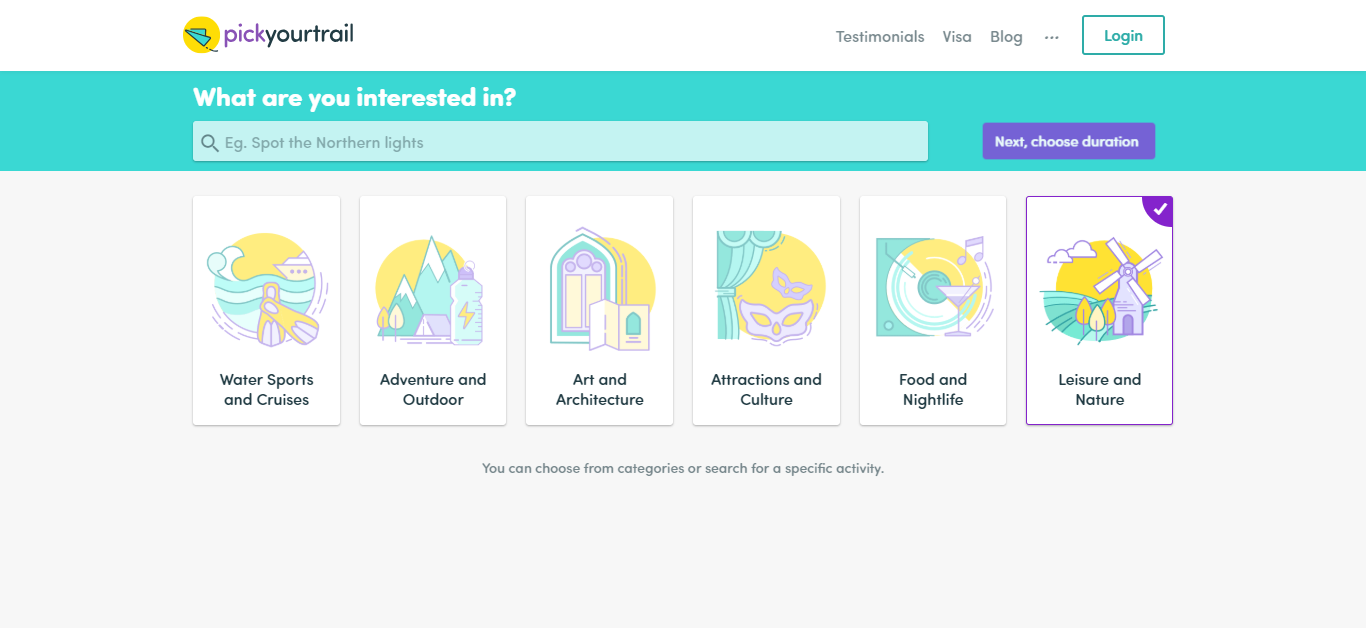 pickyourtrail
Testimonials Visa Blog ... Login
What are you interested in?
Eg. Spot the Northern lights
Next, choose duration
Water Sports
and Cruises
Adventure and
Outdoor
Art and
Architecture
Attractions and
Culture
Food and
Nightlife
Leisure and
Nature
You can choose from categories or search for a specific activity.